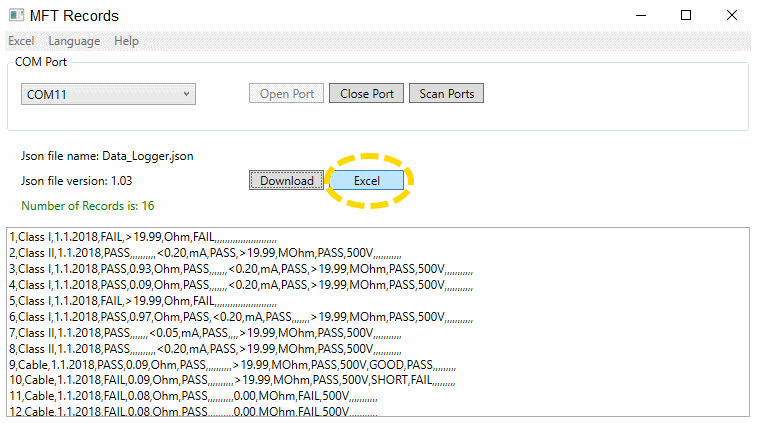 MFT Records
Excel Language Help
COM Port
COM11 Open Port Close Port Scan Ports
Json file name: Data_Logger.json
Json file version: 1.03 Download Excel
Number of Records is: 16
1,Class I,1.1.2018,FAIL,>19.99,Ohm,FAIL,,,,,,,,,,,,,,,,,,,,,,
2,Class II,1.1.2018,PASS,,,,,,,,,,<0.20,mA,PASS,>19.99,MOhm,PASS,500V,,,,,,,,,,,
3,Class I,1.1.2018,PASS,0.93,Ohm,PASS,,,,,,,<0.20,mA,PASS,>19.99,MOhm,PASS,500V,,,,,,,,,,,
4,Class I,1.1.2018,PASS,0.09,Ohm,PASS,,,,,,,<0.20,mA,PASS,>19.99,MOhm,PASS,500V,,,,,,,,,,,
5,Class I,1.1.2018,FAIL,>19.99,Ohm,FAIL,,,,,,,,,,,,,,,,,,,,,,
6,Class I,1.1.2018,PASS,0.97,Ohm,PASS,<0.20,mA,PASS,,,,,,,>19.99,MOhm,PASS,500V,,,,,,,,,,,
7,Class II,1.1.2018,PASS,,,,,,,<0.05,mA,PASS,,,,>19.99,MOhm,PASS,500V,,,,,,,,,,,
8,Class II,1.1.2018,PASS,,,,,,,,,,<0.20,mA,PASS,>19.99,MOhm,PASS,500V,,,,,,,,,,,
9,Cable,1.1.2018,PASS,0.09,Ohm,PASS,,,,,,,,,,>19.99,MOhm,PASS,500V,GOOD,PASS,,,,,,,,,
10,Cable,1.1.2018,FAIL,0.09,Ohm,PASS,,,,,,,,,,>19.99,MOhm,PASS,500V,SHORT,FAIL,,,,,,,,,
11,Cable,1.1.2018,FAIL,0.08,Ohm,PASS,,,,,,,,,,0.00,MOhm,FAIL,500V,,,,,,,,,,,
12,Cable,1.1.2018,FAIL,0.08,Ohm,PASS,,,,,,,,,,0.00,MOhm,FAIL,500V,,,,,,,,,,,